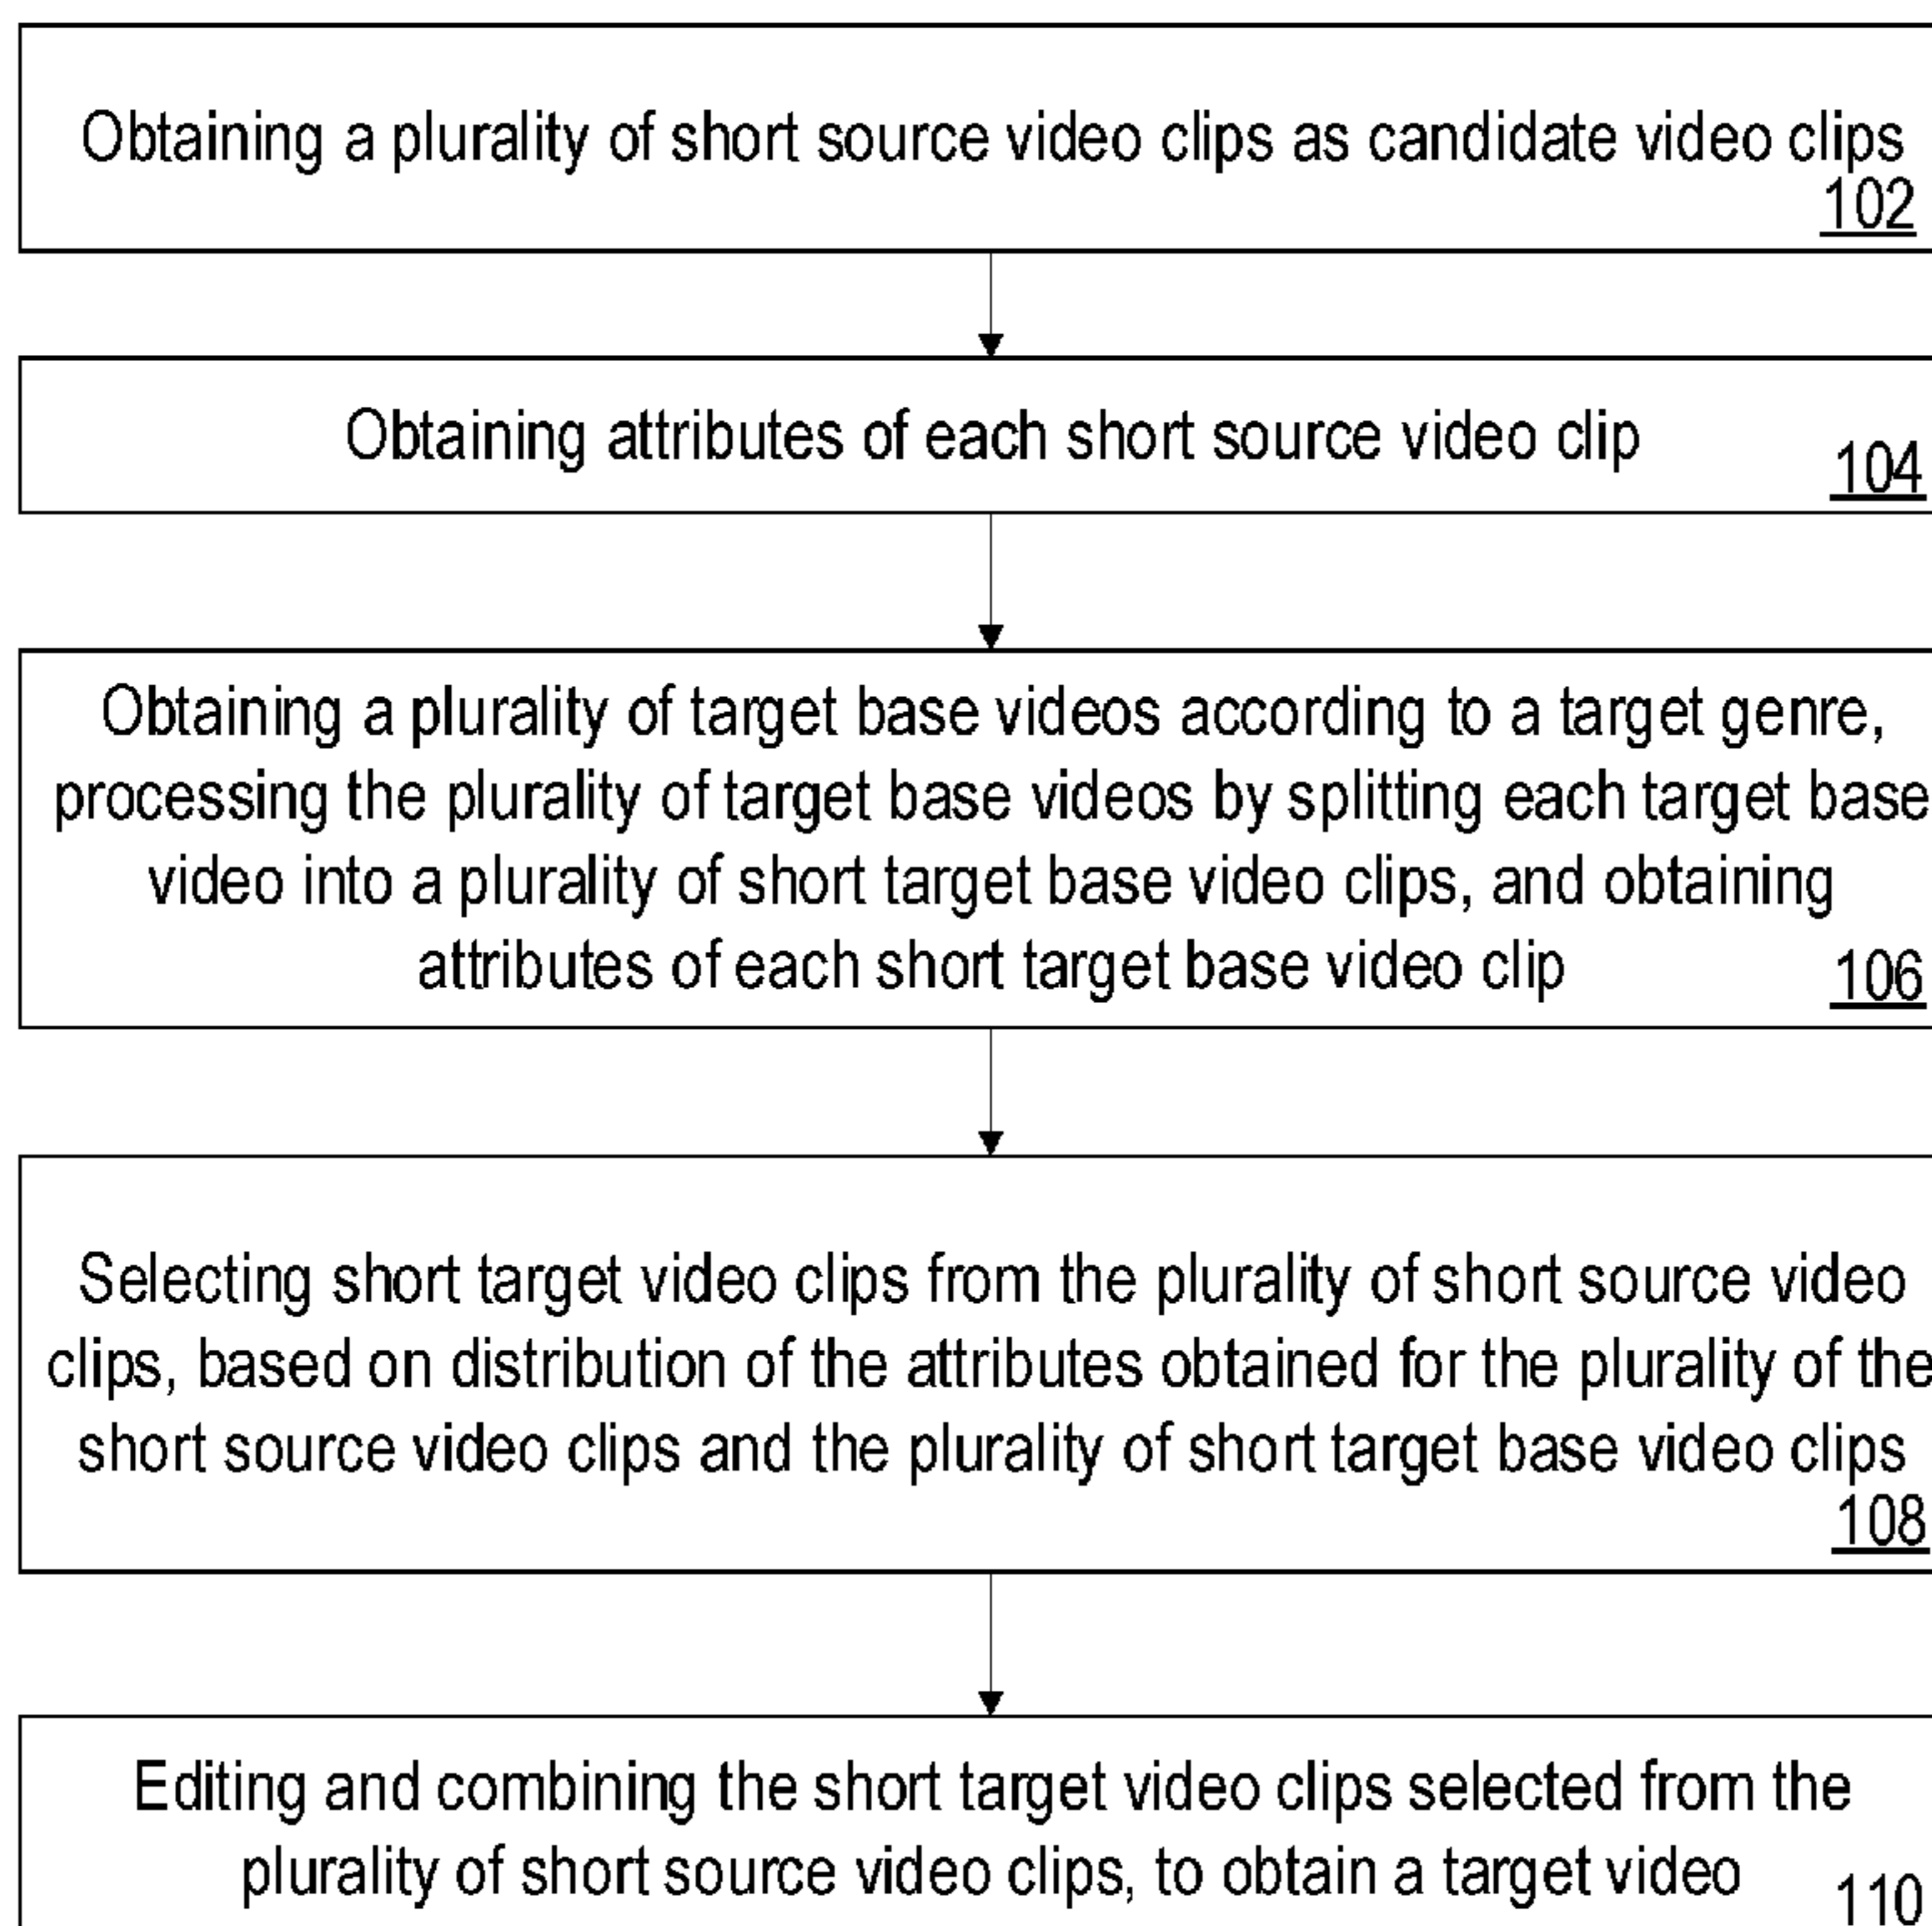 Obtaining a plurality of short source video clips as candidate video clips
102
Obtaining attributes of each short source video clip
104
Obtaining a plurality of target base videos according to a target genre,
processing the plurality of target base videos by splitting each target base
video into a plurality of short target base video clips, and obtaining
attributes of each short target base video clip
106
Selecting short target video clips from the plurality of short source video
clips, based on distribution of the attributes obtained for the plurality of the
short source video clips and the plurality of short target base video clips
108
Editing and combining the short target video clips selected from the
plurality of short source video clips, to obtain a target video
110